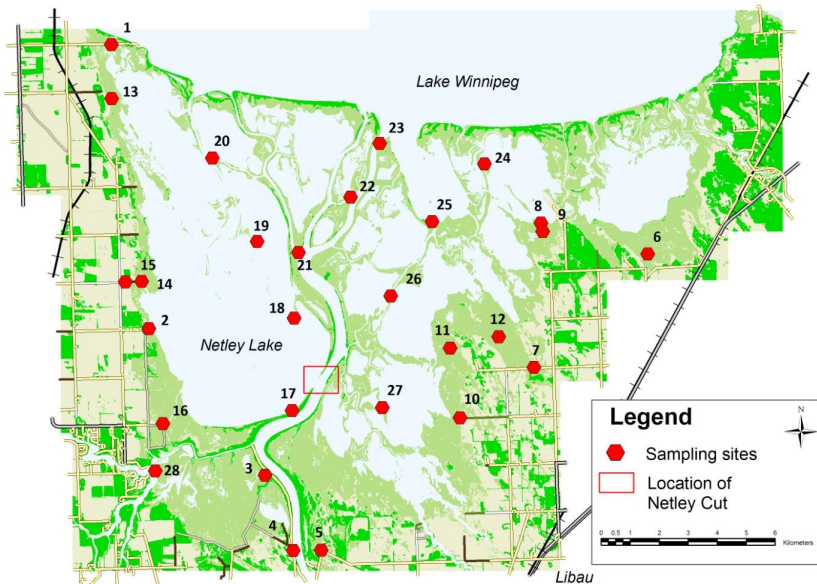 1
Lake Winnipeg
13
23
20
24
22
25
8
9
19
21
6
15
14
26
18
2
12
11
Netley Lake
7
17
27
10
16
Legend
N
Sampling sites
28
3
Location of
Netley Cut
4
5
0 0.5 1 2 3 4 5 6
Kilometers
Libau